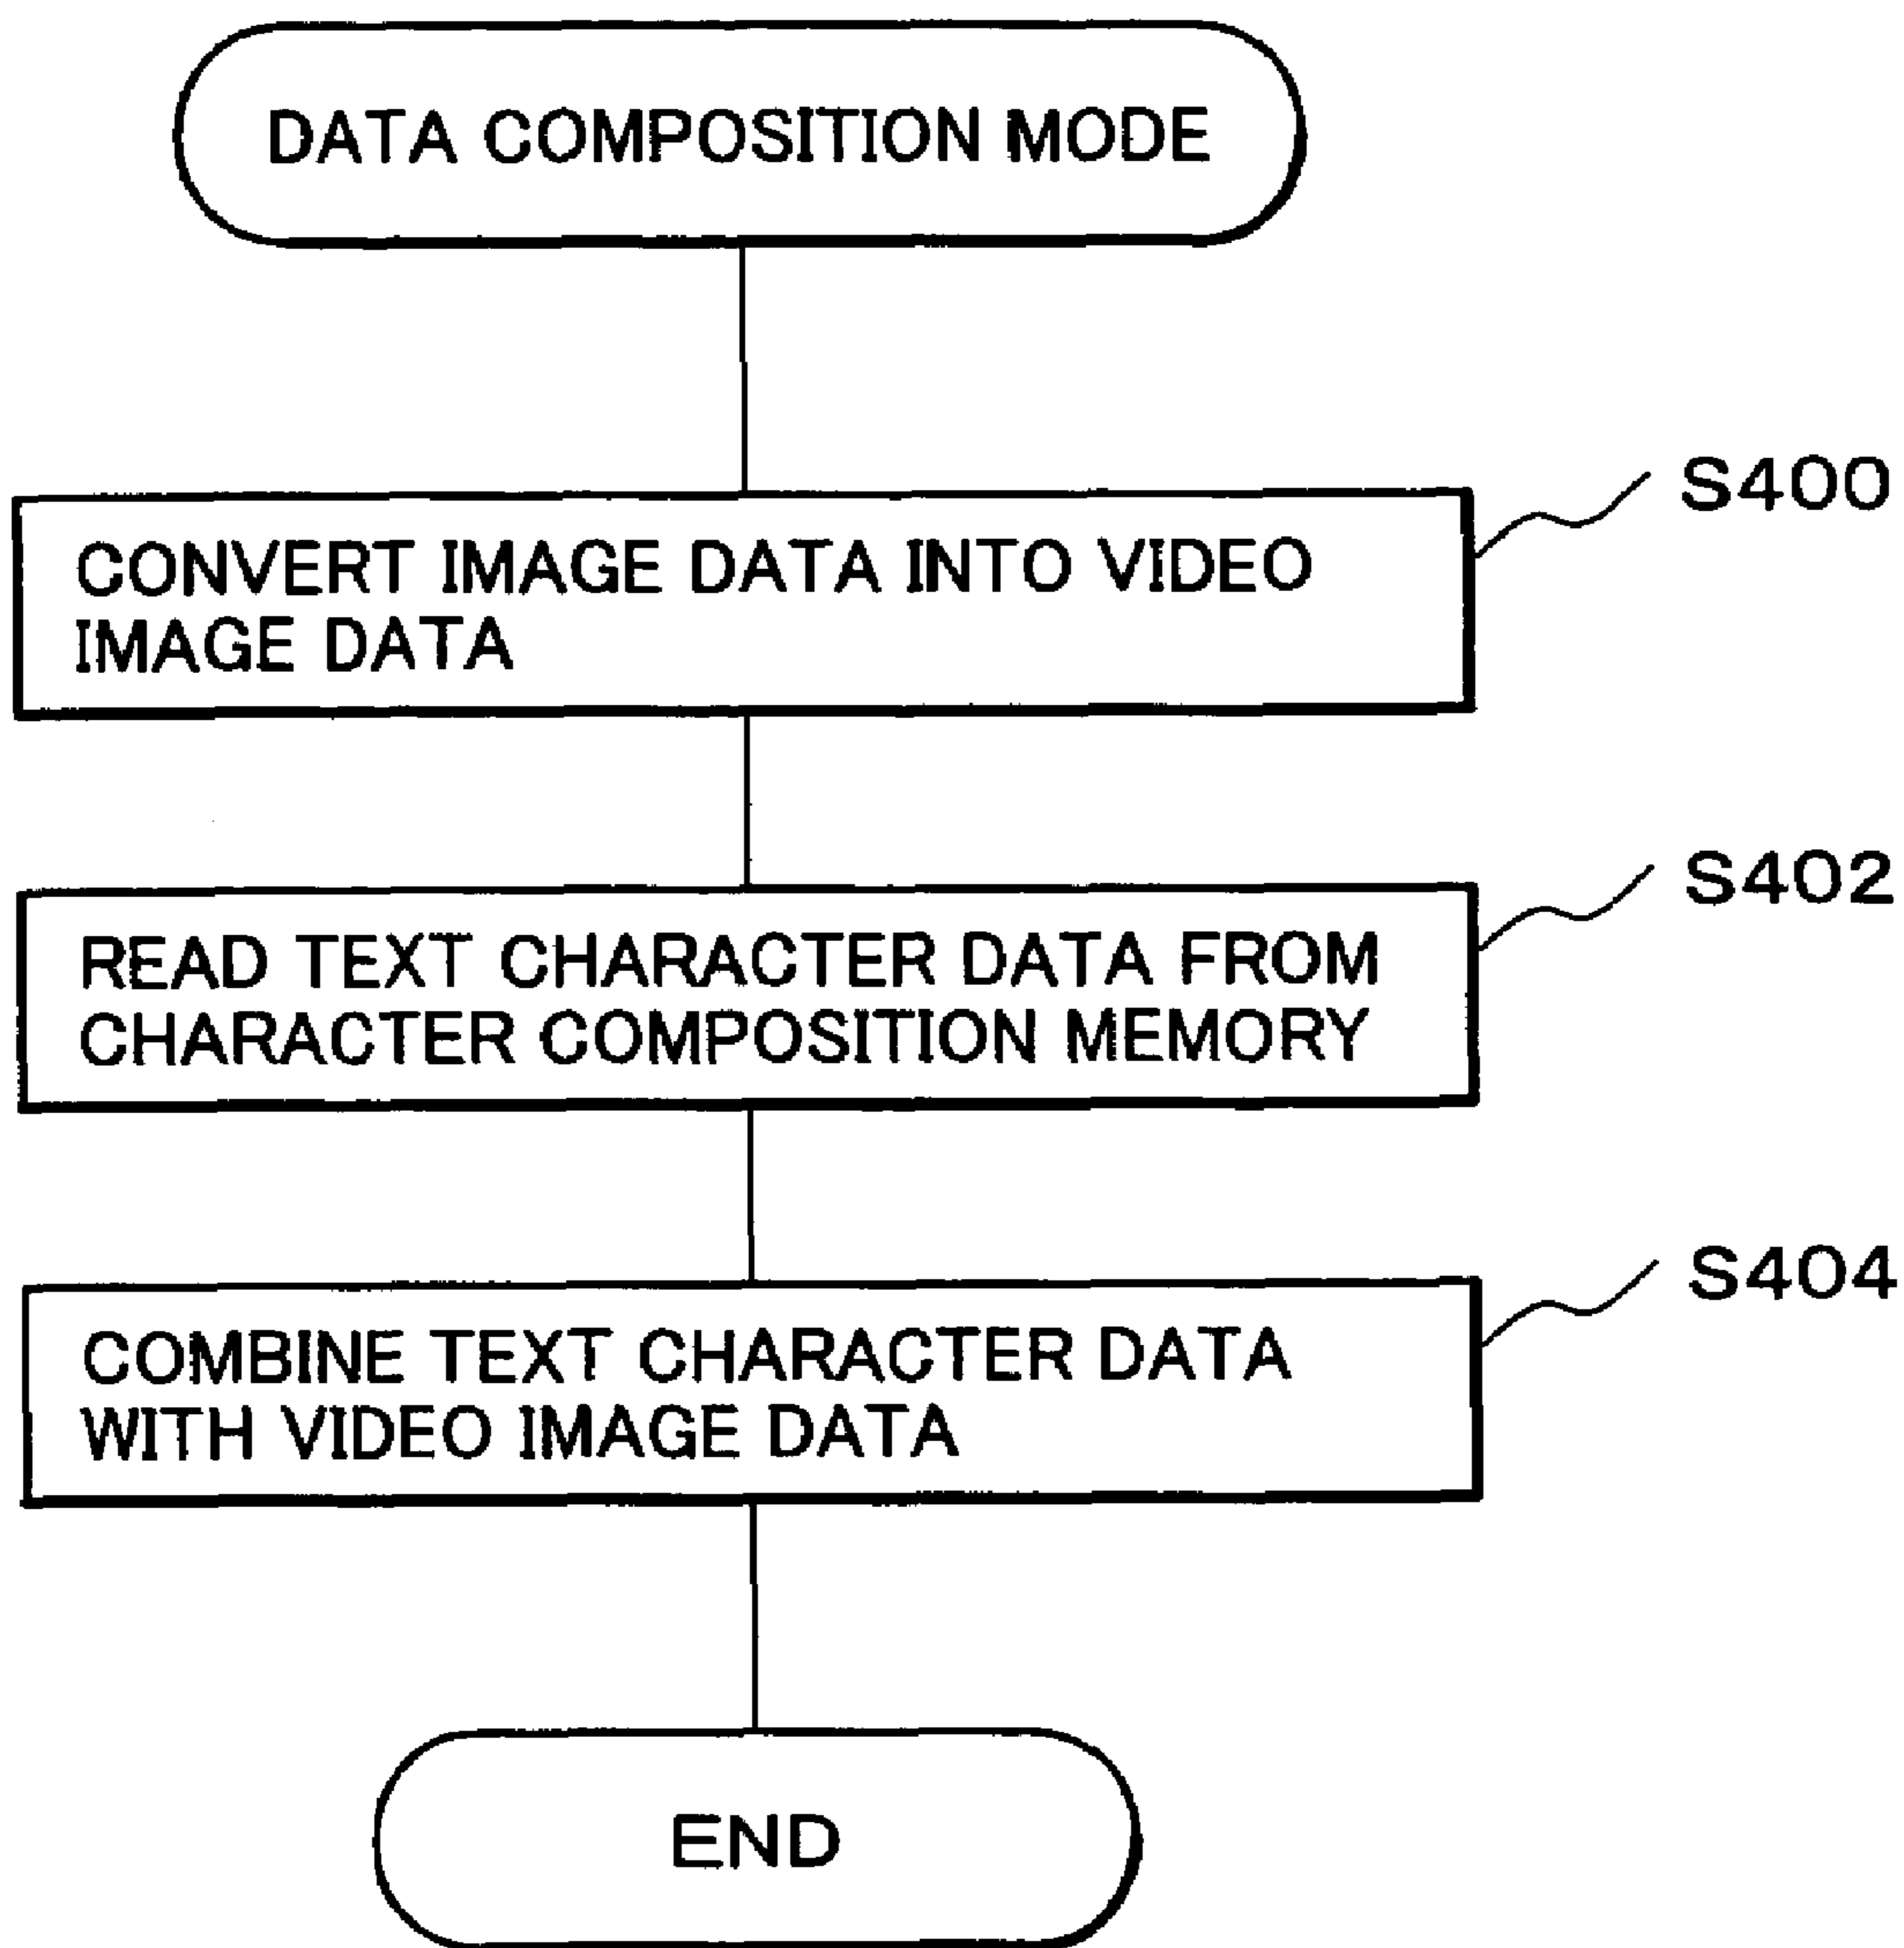 DATA COMPOSITION MODE
S400
CONVERT IMAGE DATA INTO VIDEO
IMAGE DATA
S402
READ TEXT CHARACTER DATA FROM
CHARACTER COMPOSITION MEMORY
S404
COMBINE TEXT CHARACTER DATA
WITH VIDEO IMAGE DATA
END